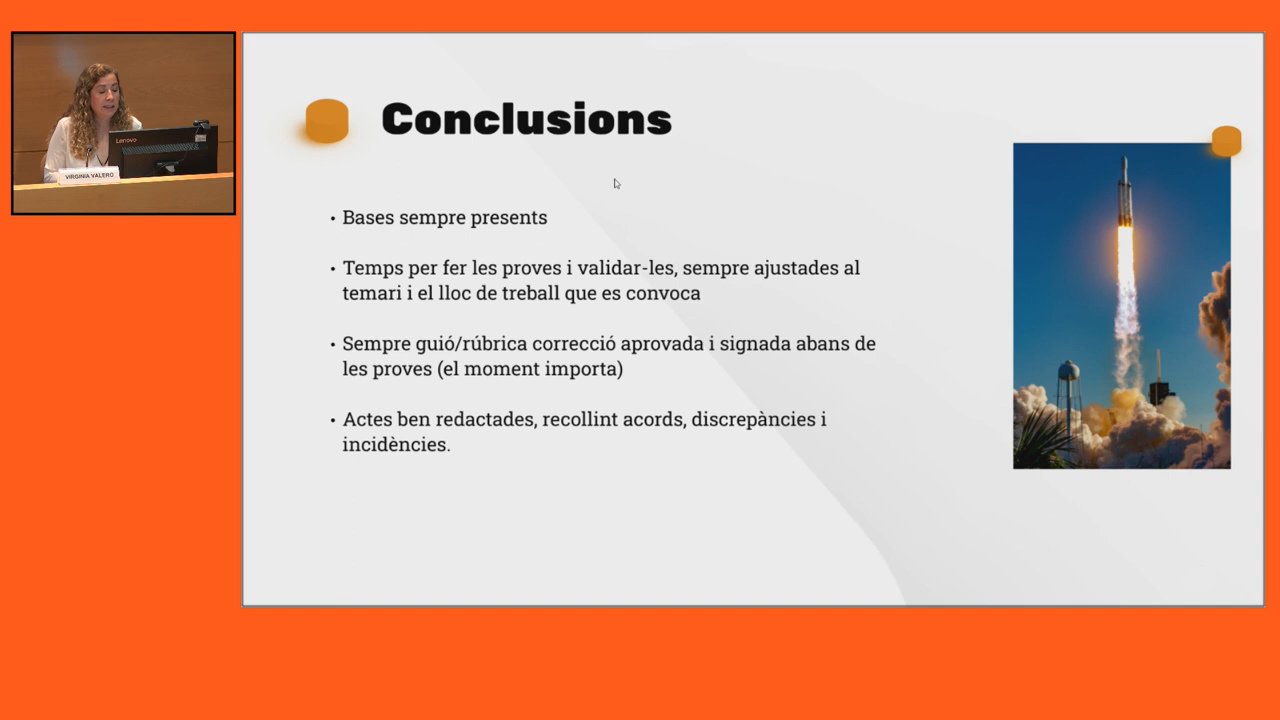 Lenovo
VIRGINIA VALERO
Conclusions
• Bases sempre presents
• Temps per fer les proves i validar-les, sempre ajustades al
temari i el lloc de treball que es convoca
• Sempre guió/rúbrica correcció aprovada i signada abans de
les proves (el moment importa)
• Actes ben redactades, recollint acords, discrepàncies i
incidències.